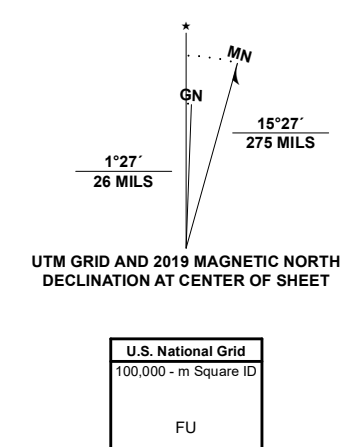 ★
MN
GN
15°27´
275 MILS
1°27´
26 MILS
UTM GRID AND 2019 MAGNETIC NORTH
DECLINATION AT CENTER OF SHEET
U.S. National Grid
100,000 - m Square ID
FU